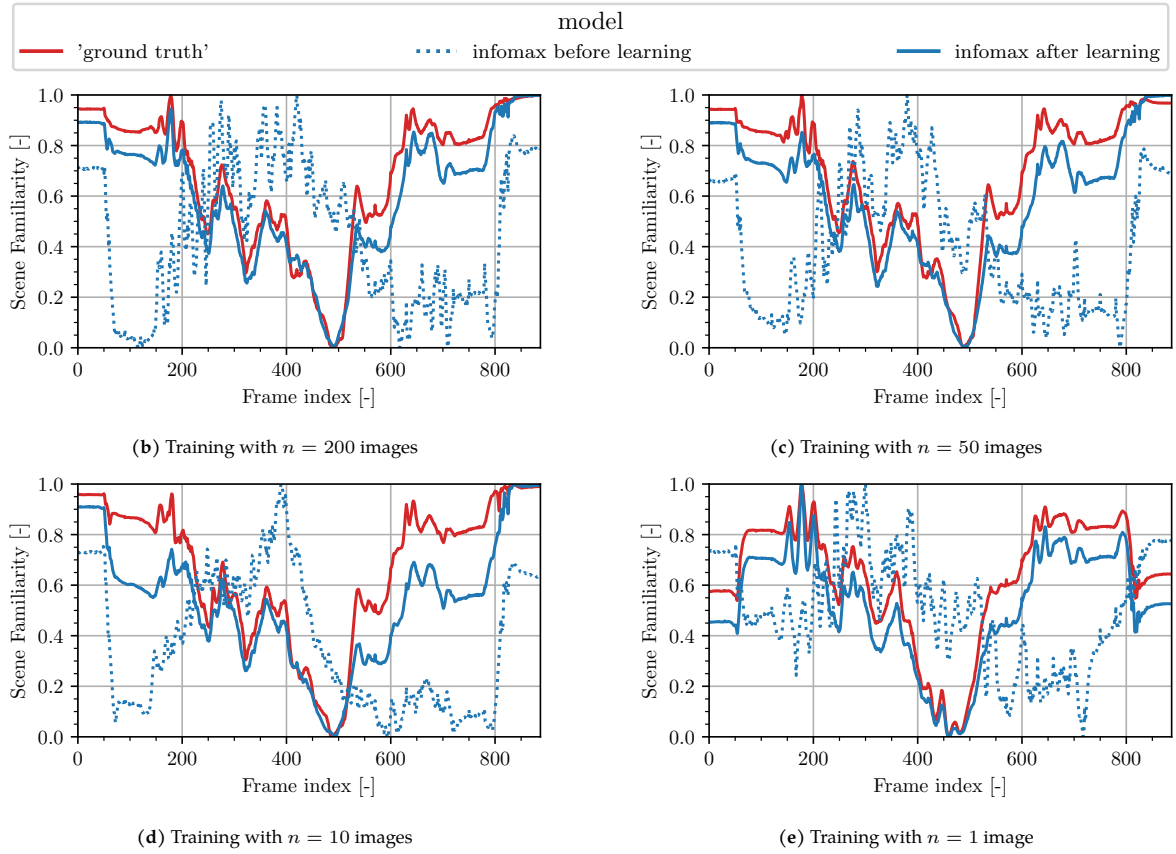 model
'ground truth' infomax before learning infomax after learning
Scene Familiarity [-]
1.0
0.8
0.6
0.4
0.2
0.0
0 200 400 600 800
Frame index [-]
(b) Training with n = 200 images
Scene Familiarity [-]
1.0
0.8
0.6
0.4
0.2
0.0
0 200 400 600 800
Frame index [-]
(c) Training with n = 50 images
Scene Familiarity [-]
1.0
0.8
0.6
0.4
0.2
0.0
0 200 400 600 800
Frame index [-]
(d) Training with n = 10 images
Scene Familiarity [-]
1.0
0.8
0.6
0.4
0.2
0.0
0 200 400 600 800
Frame index [-]
(e) Training with n = 1 image